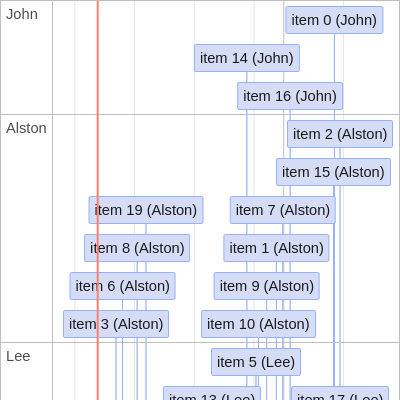 John
item 0 (John)
item 14 (John)
item 16 (John)
Alston
item 2 (Alston)
item 15 (Alston)
item 19 (Alston)
item 7 (Alston)
item 8 (Alston)
item 1 (Alston)
item 6 (Alston)
item 9 (Alston)
item 3 (Alston)
item 10 (Alston)
Lee
item 5 (Lee)
item 13 (Lee)
item 17 (Lee)